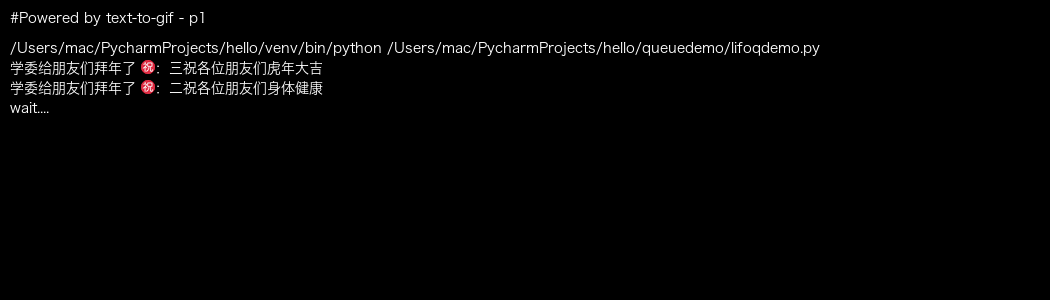 #Powered by text-to-gif - p1
/Users/mac/PycharmProjects/hello/venv/bin/python /Users/mac/PycharmProjects/hello/queuedemo/lifoqdemo.py
学委给朋友们拜年了 ㊗️：三祝各位朋友们虎年大吉
学委给朋友们拜年了 ㊗️：二祝各位朋友们身体健康
wait....